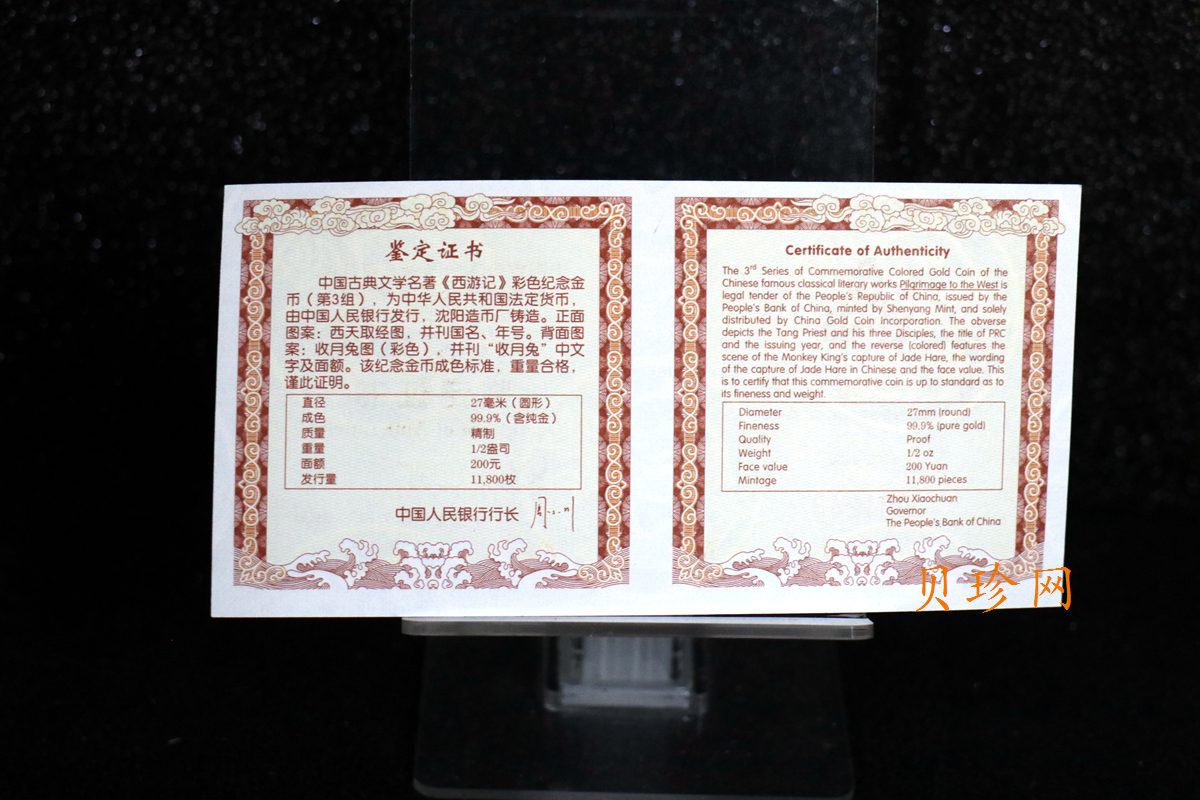 鉴定证书
中国古典文学名著《西游记》彩色纪念金
币（第3组），为中华人民共和国法定货币，
由中国人民银行发行，沈阳造币厂铸造。正面
图案：西天取经图，并刊国名、年号。背面图
案：收月兔图（彩色），并刊“收月兔”中文
字及面额。该纪念金币成色标准，重量合格，
谨此证明。
直径 27毫米（圆形）
成色 99.9%（含纯金）
质量 精制
重量 1/2盎司
面额 200元
发行量 11,800枚
中国人民银行行长
Certificate of Authenticity
The 3rd Series of Commemorative Colored Gold Coin of the
Chinese famous classical literary works Pilgrimage to the West is
legal tender of the People's Republic of China, issued by the
People's Bank of China, minted by Shenyang Mint, and solely
distributed by China Gold Coin Incorporation. The obverse
depicts the Tang Priest and his three Disciples, the title of PRC
and the issuing year, and the reverse (colored) features the
scene of the Monkey King's capture of Jade Hare, the wording
of the capture of Jade Hare in Chinese and the face value. This
is to certify that this commemorative coin is up to standard as to
its fineness and weight.
Diameter 27mm (round)
Fineness 99.9% (pure gold)
Quality Proof
Weight 1/2 oz
Face value 200 Yuan
Mintage 11,800 pieces
Zhou Xiaochuan
Governor
The People's Bank of China
贝珍网